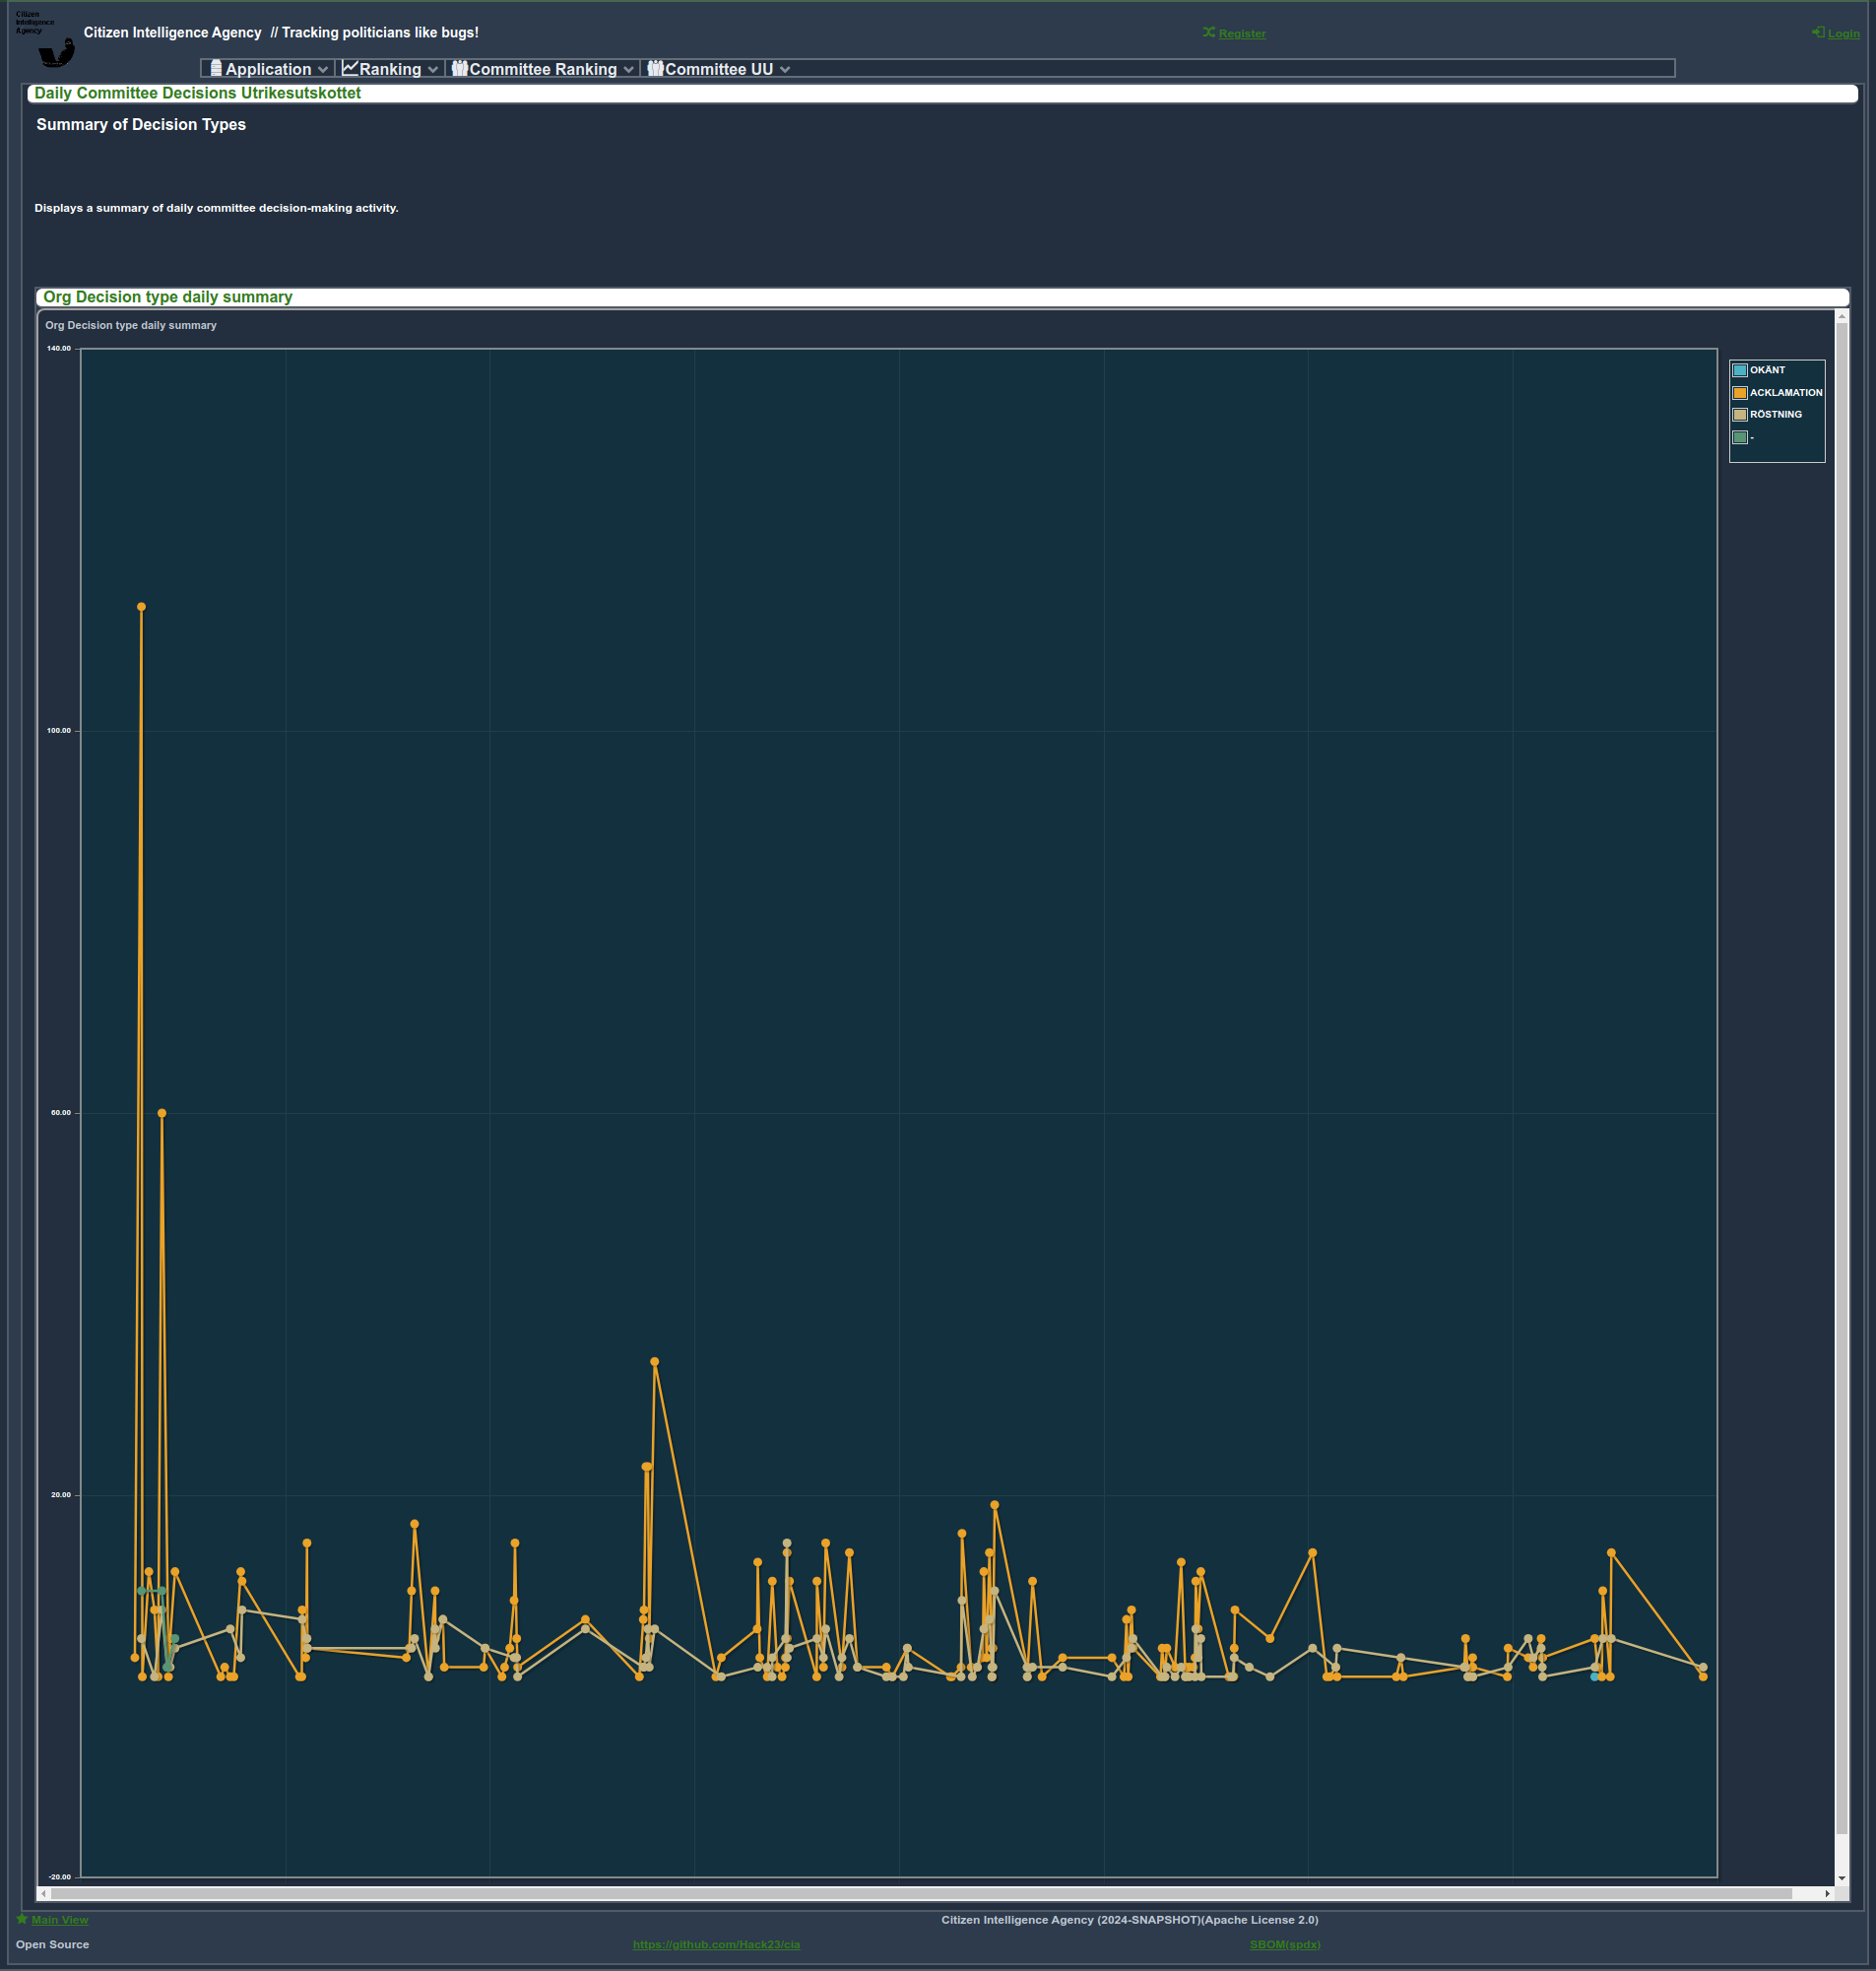 Citizen
Intelligence
Agency
Citizen Intelligence Agency // Tracking politicians like bugs!
Register
Login
Application
Ranking
Committee Ranking
Committee UU
Daily Committee Decisions Utrikesutskottet
Summary of Decision Types
Displays a summary of daily committee decision-making activity.
Org Decision type daily summary
Org Decision type daily summary
140.00
100.00
60.00
20.00
-20.00
OKÄNT
ACKLAMATION
RÖSTNING
-
Main View
Citizen Intelligence Agency (2024-SNAPSHOT)(Apache License 2.0)
Open Source
https://github.com/Hack23/cia
SBOM(spdx)